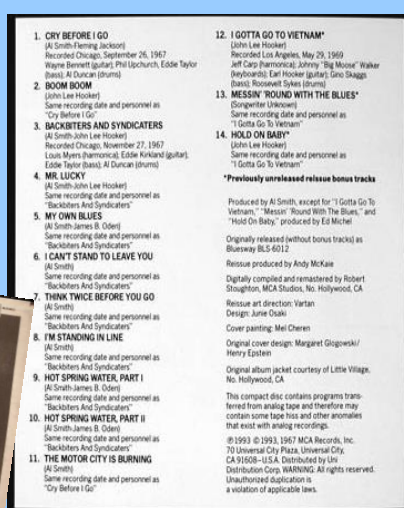 1. CRY BEFORE I GO
(Al Smith-Fleming Jackson)
Recorded Chicago, September 26, 1967
Wayne Bennett (guitar); Phil Upchurch, Eddie Taylor
(bass); Al Duncan (drums)
2. BOOM BOOM
(John Lee Hooker)
Same recording date and personnel as
"Cry Before I Go"
3. BACKBITERS AND SYNDICATERS
(Al Smith-John Lee Hooker)
Recorded Chicago, November 27, 1967
Louis Myers (harmonica); Eddie Kirkland (guitar);
Eddie Taylor (bass); Al Duncan (drums)
4. MR. LUCKY
(Al Smith-John Lee Hooker)
Same recording date and personnel as
"Backbiters And Syndicaters"
5. MY OWN BLUES
(Al Smith-James B. Oden)
Same recording date and personnel as
"Backbiters And Syndicaters"
6. I CAN'T STAND TO LEAVE YOU
(Al Smith)
Same recording date and personnel as
"Backbiters And Syndicaters"
7. THINK TWICE BEFORE YOU GO
(Al Smith)
Same recording date and personnel as
"Backbiters And Syndicaters"
8. I'M STANDING IN LINE
(Al Smith)
Same recording date and personnel as
"Backbiters And Syndicaters"
9. HOT SPRING WATER, PART I
(Al Smith-James B. Oden)
Same recording date and personnel as
"Backbiters And Syndicaters"
10. HOT SPRING WATER, PART II
(Al Smith-James B. Oden)
Same recording date and personnel as
"Backbiters And Syndicaters"
11. THE MOTOR CITY IS BURNING
(Al Smith)
Same recording date and personnel as
"Cry Before I Go"
12. I GOTTA GO TO VIETNAM*
(John Lee Hooker)
Recorded Los Angeles, May 29, 1969
Jeff Carp (harmonica); Johnny "Big Moose" Walker
(keyboards); Earl Hooker (guitar); Gino Skaggs
(bass); Roosevelt Sykes (drums)
13. MESSIN' 'ROUND WITH THE BLUES*
(Songwriter Unknown)
Same recording date and personnel as
"I Gotta Go To Vietnam"
14. HOLD ON BABY*
(John Lee Hooker)
Same recording date and personnel as
"I Gotta Go To Vietnam"
*Previously unreleased reissue bonus tracks
Produced by Al Smith, except for "I Gotta Go To
Vietnam," "Messin' 'Round With The Blues," and
"Hold On Baby," produced by Ed Michel
Originally released (without bonus tracks) as
Bluesway BLS-6012
Reissue produced by Andy McKaie
Digitally compiled and remastered by Robert
Stoughton, MCA Studios, No. Hollywood, CA
Reissue art direction: Vartan
Design: Junie Osaki
Cover painting: Mel Cheren
Original cover design: Margaret Glogowski/
Henry Epstein
Original album jacket courtesy of Little Village,
No. Hollywood, CA
This compact disc contains programs trans-
ferred from analog tape and therefore may
contain some tape hiss and other anomalies
that exist with analog recordings.
℗1993 ©1993, 1967 MCA Records, Inc.
70 Universal City Plaza, Universal City,
CA 91608–U.S.A. Distributed by Uni
Distribution Corp. WARNING: All rights reserved.
Unauthorized duplication is
a violation of applicable laws.